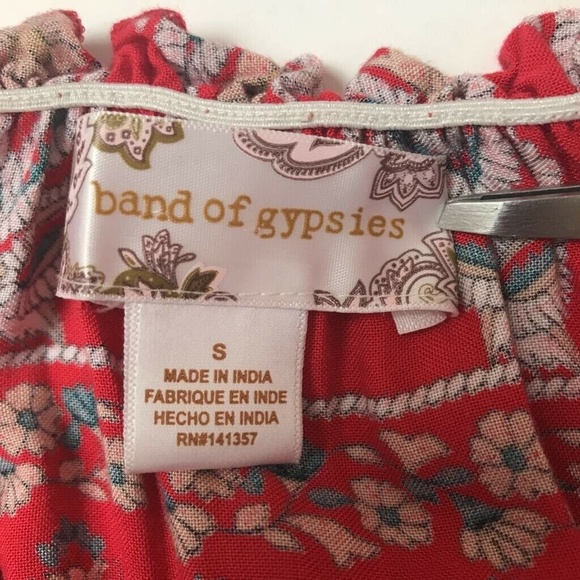 band of gypsies
S
MADE IN INDIA
FABRIQUE EN INDE
HECHO EN INDIA
RN#141357